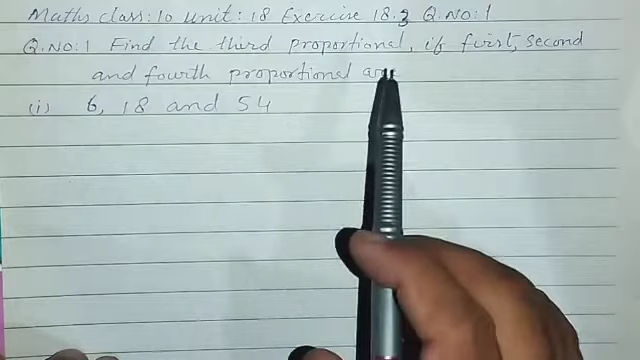 Maths class:10 unit:18 Exercise 18.3 Q.NO:1
Q.NO:1 Find the third proportional, if first, second
and fourth proportional are
(i) 6, 18 and 54